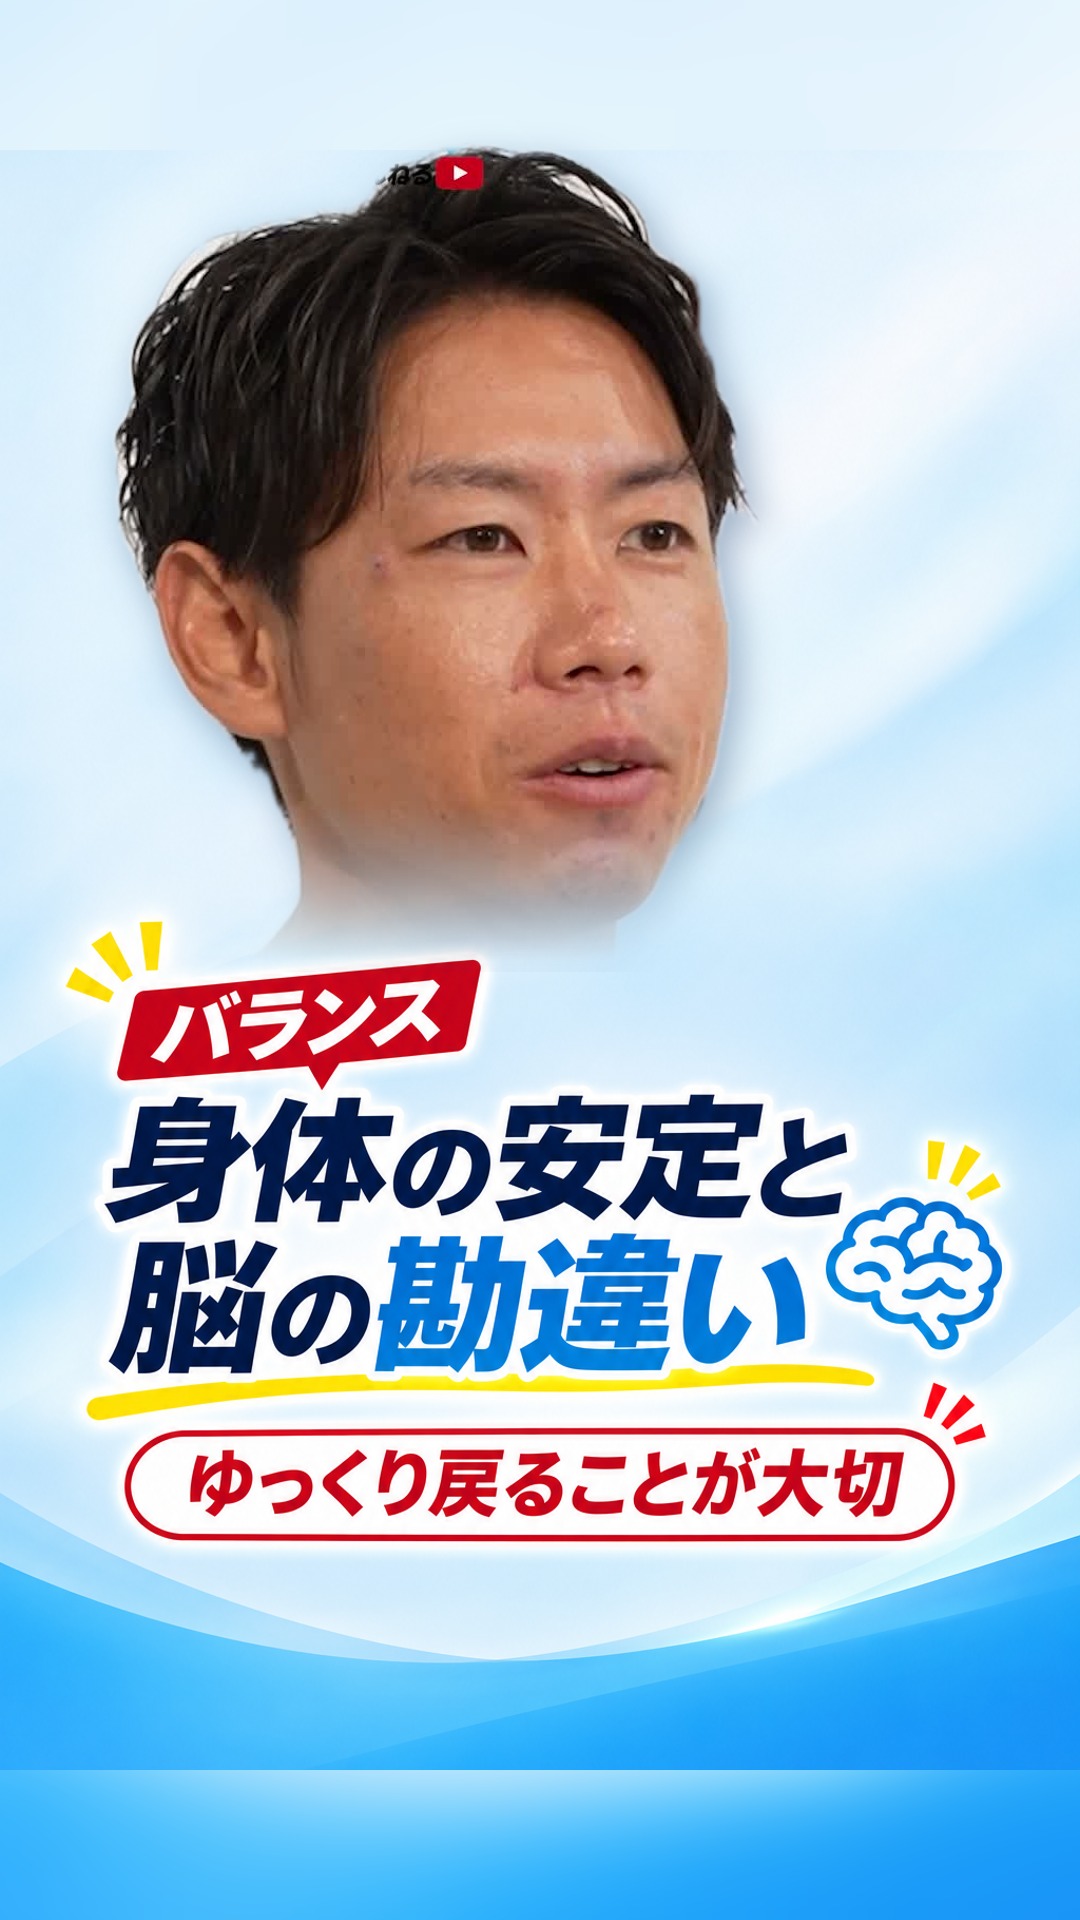 ねる
バランス
身体の安定と
脳の勘違い
ゆっくり戻ることが大切